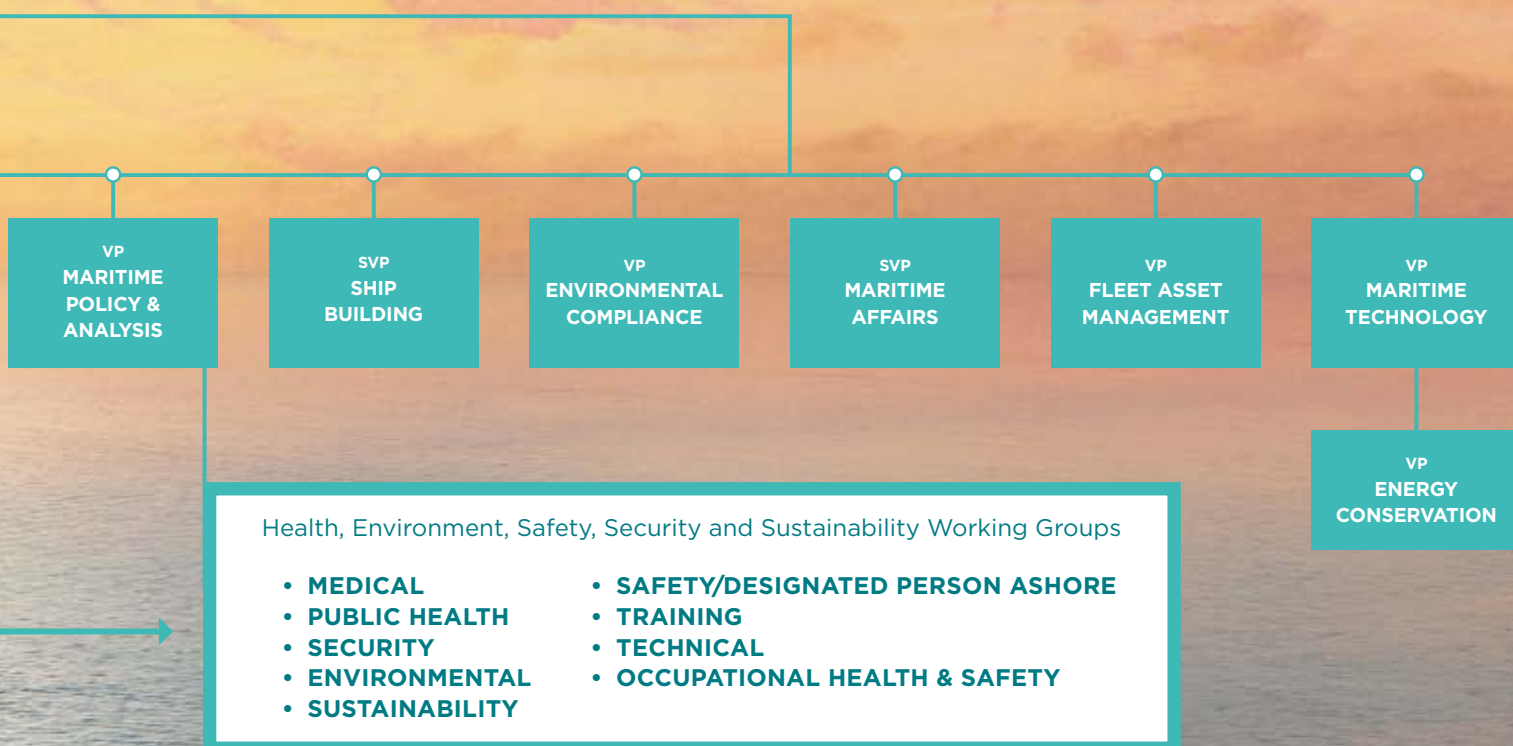 VP
MARITIME
POLICY &
ANALYSIS
SVP
SHIP
BUILDING
VP
ENVIRONMENTAL
COMPLIANCE
SVP
MARITIME
AFFAIRS
VP
FLEET ASSET
MANAGEMENT
VP
MARITIME
TECHNOLOGY
VP
ENERGY
CONSERVATION
Health, Environment, Safety, Security and Sustainability Working Groups
• MEDICAL
• PUBLIC HEALTH
• SECURITY
• ENVIRONMENTAL
• SUSTAINABILITY
• SAFETY/DESIGNATED PERSON ASHORE
• TRAINING
• TECHNICAL
• OCCUPATIONAL HEALTH & SAFETY